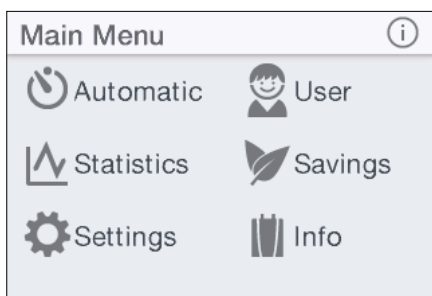 Main Menu
Automatic User
Statistics Savings
Settings Info